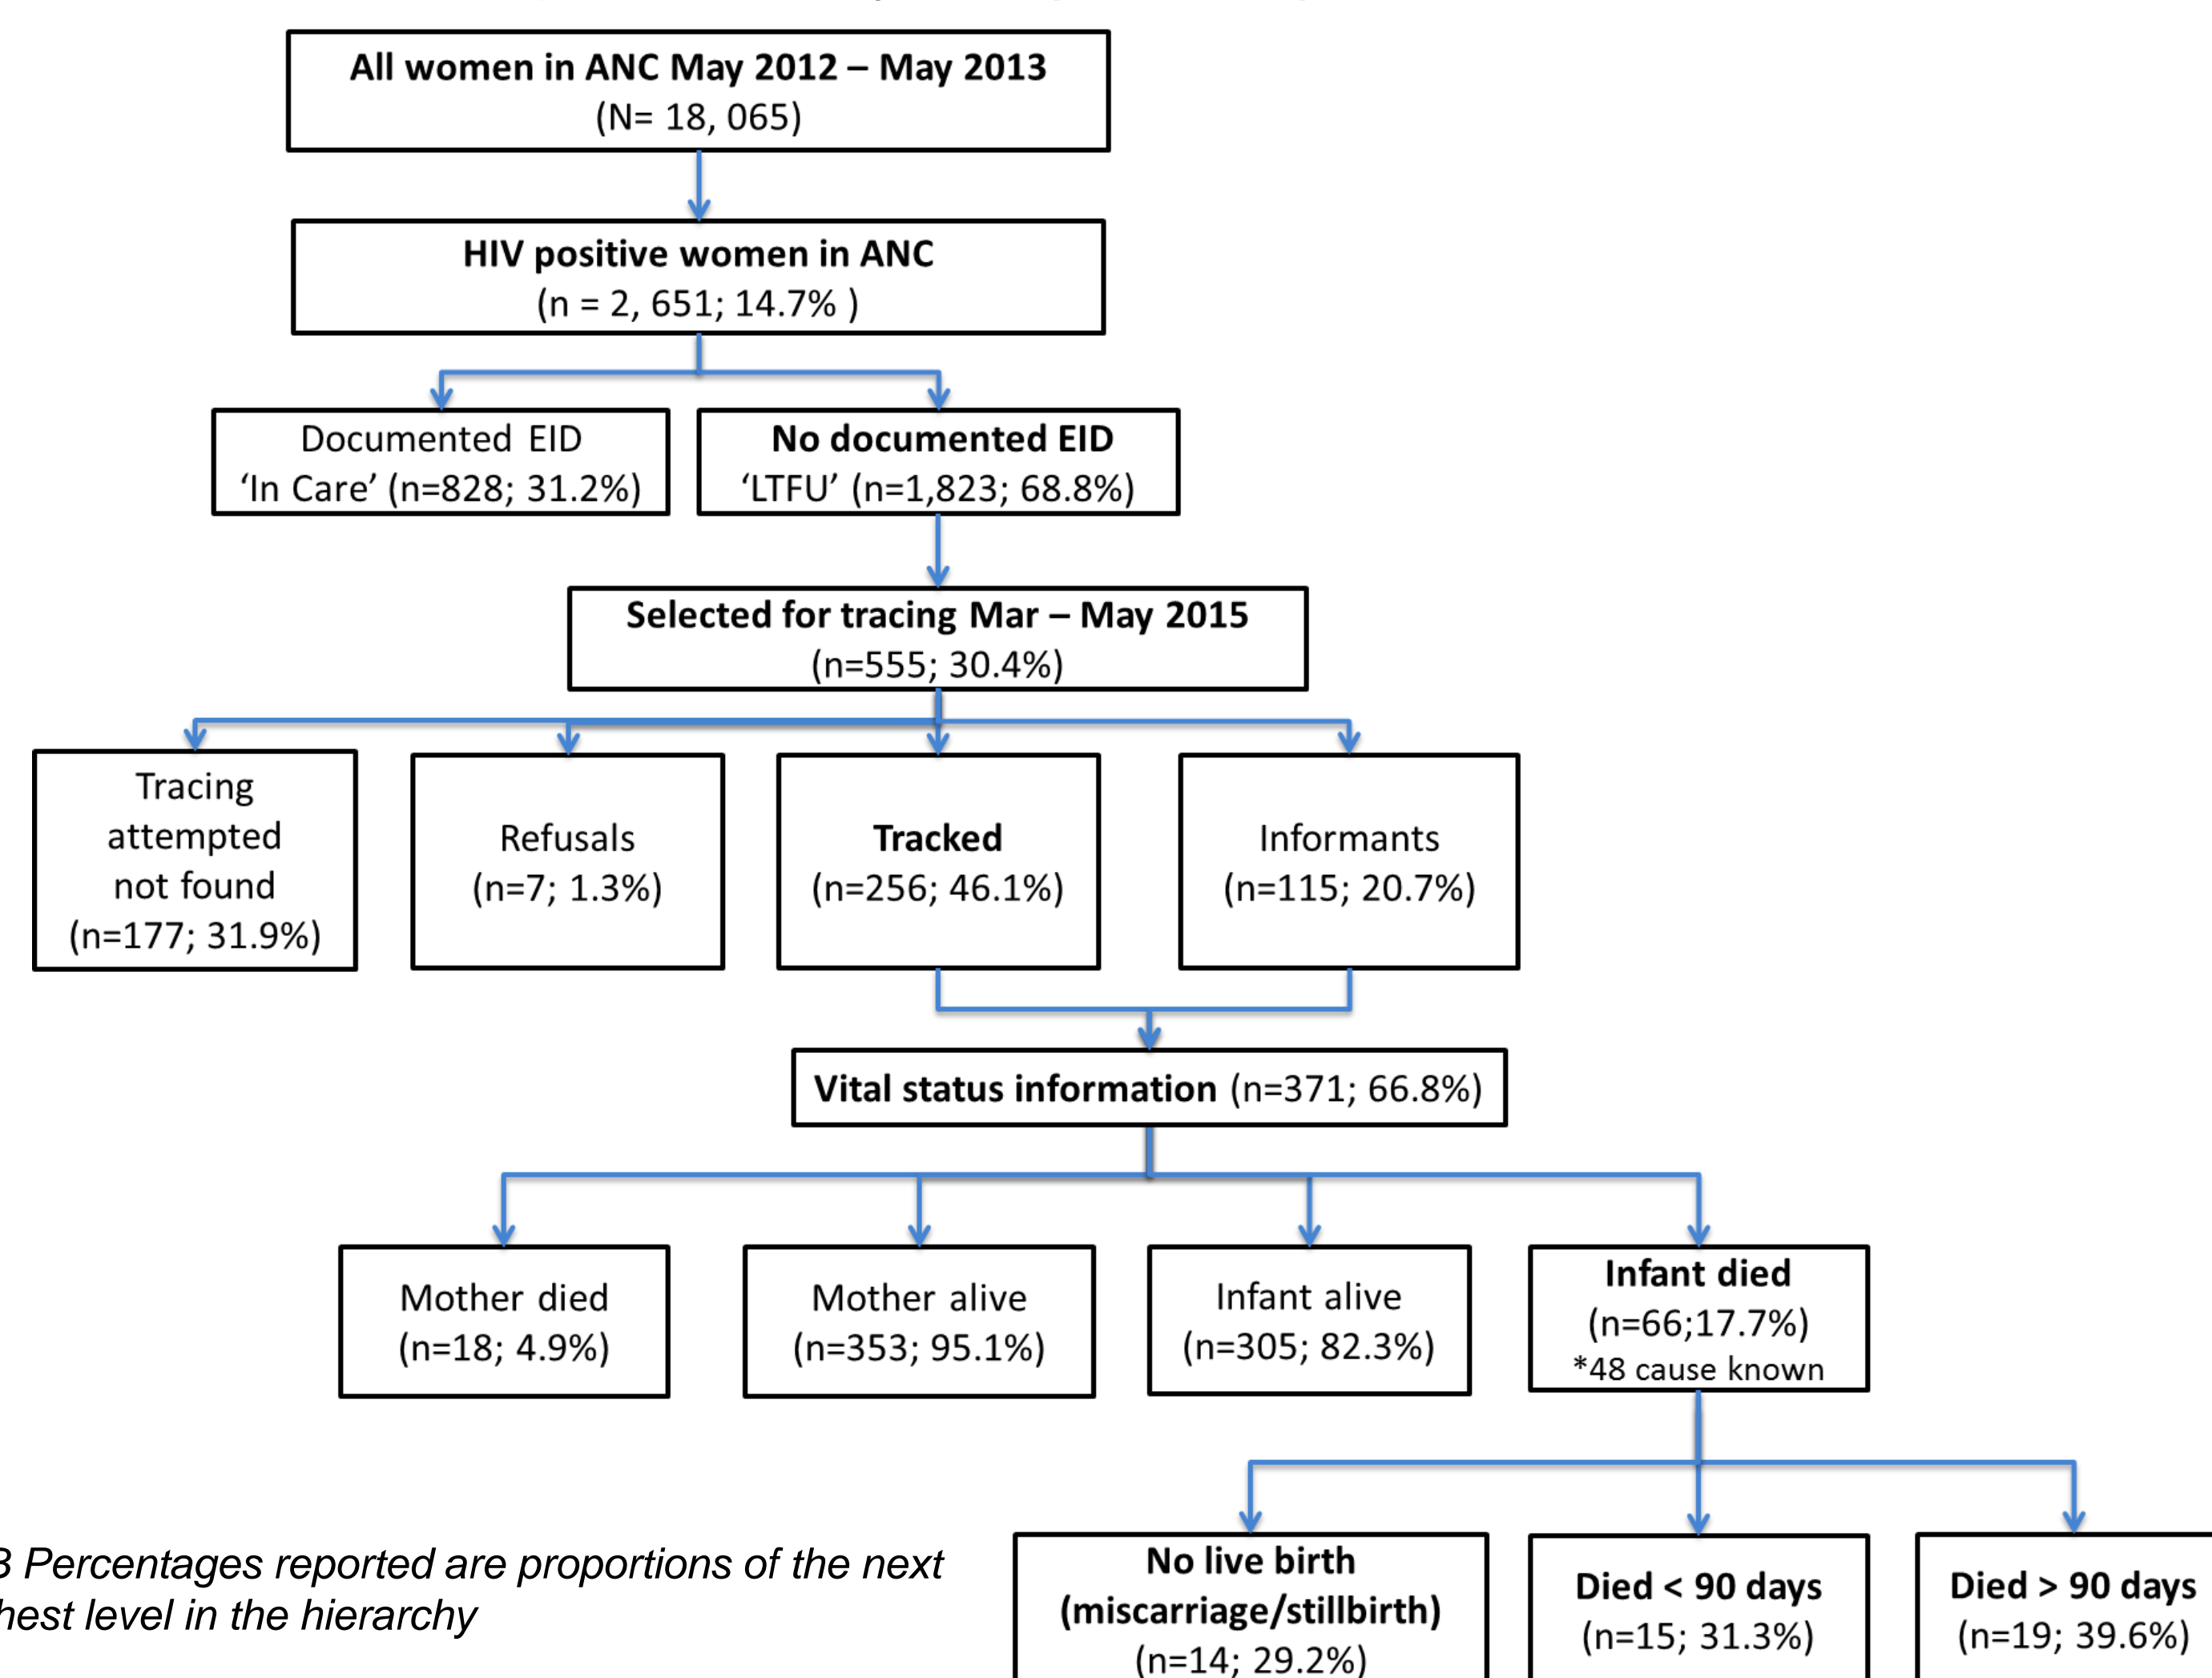 All women in ANC May 2012 – May 2013
(N= 18, 065)
HIV positive women in ANC
(n = 2, 651; 14.7% )
Documented EID
‘In Care’ (n=828; 31.2%)
No documented EID
‘LTFU’ (n=1,823; 68.8%)
Selected for tracing Mar – May 2015
(n=555; 30.4%)
Tracing
attempted
not found
(n=177; 31.9%)
Refusals
(n=7; 1.3%)
Tracked
(n=256; 46.1%)
Informants
(n=115; 20.7%)
Vital status information (n=371; 66.8%)
Mother died
(n=18; 4.9%)
Mother alive
(n=353; 95.1%)
Infant alive
(n=305; 82.3%)
Infant died
(n=66;17.7%)
*48 cause known
No live birth
(miscarriage/stillbirth)
(n=14; 29.2%)
Died < 90 days
(n=15; 31.3%)
Died > 90 days
(n=19; 39.6%)
Percentages reported are proportions of the next
level in the hierarchy